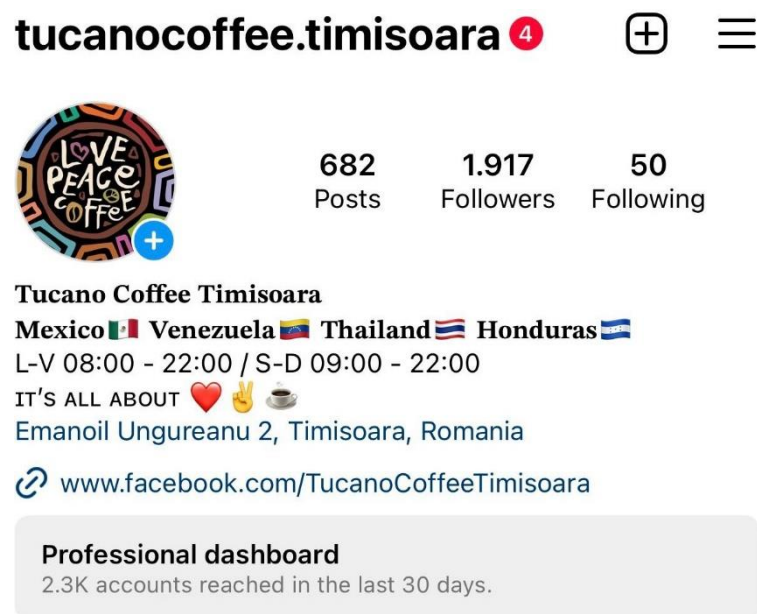 tucanocoffee.timisoara 4
LOVE
PEACE
COFFEE
682 1.917 50
Posts Followers Following
Tucano Coffee Timisoara
Mexico🇲🇽 Venezuela🇻🇪 Thailand🇹🇭 Honduras🇭🇳
L-V 08:00 - 22:00 / S-D 09:00 - 22:00
IT'S ALL ABOUT ❤️✌️☕
Emanoil Ungureanu 2, Timisoara, Romania
www.facebook.com/TucanoCoffeeTimisoara
Professional dashboard
2.3K accounts reached in the last 30 days.